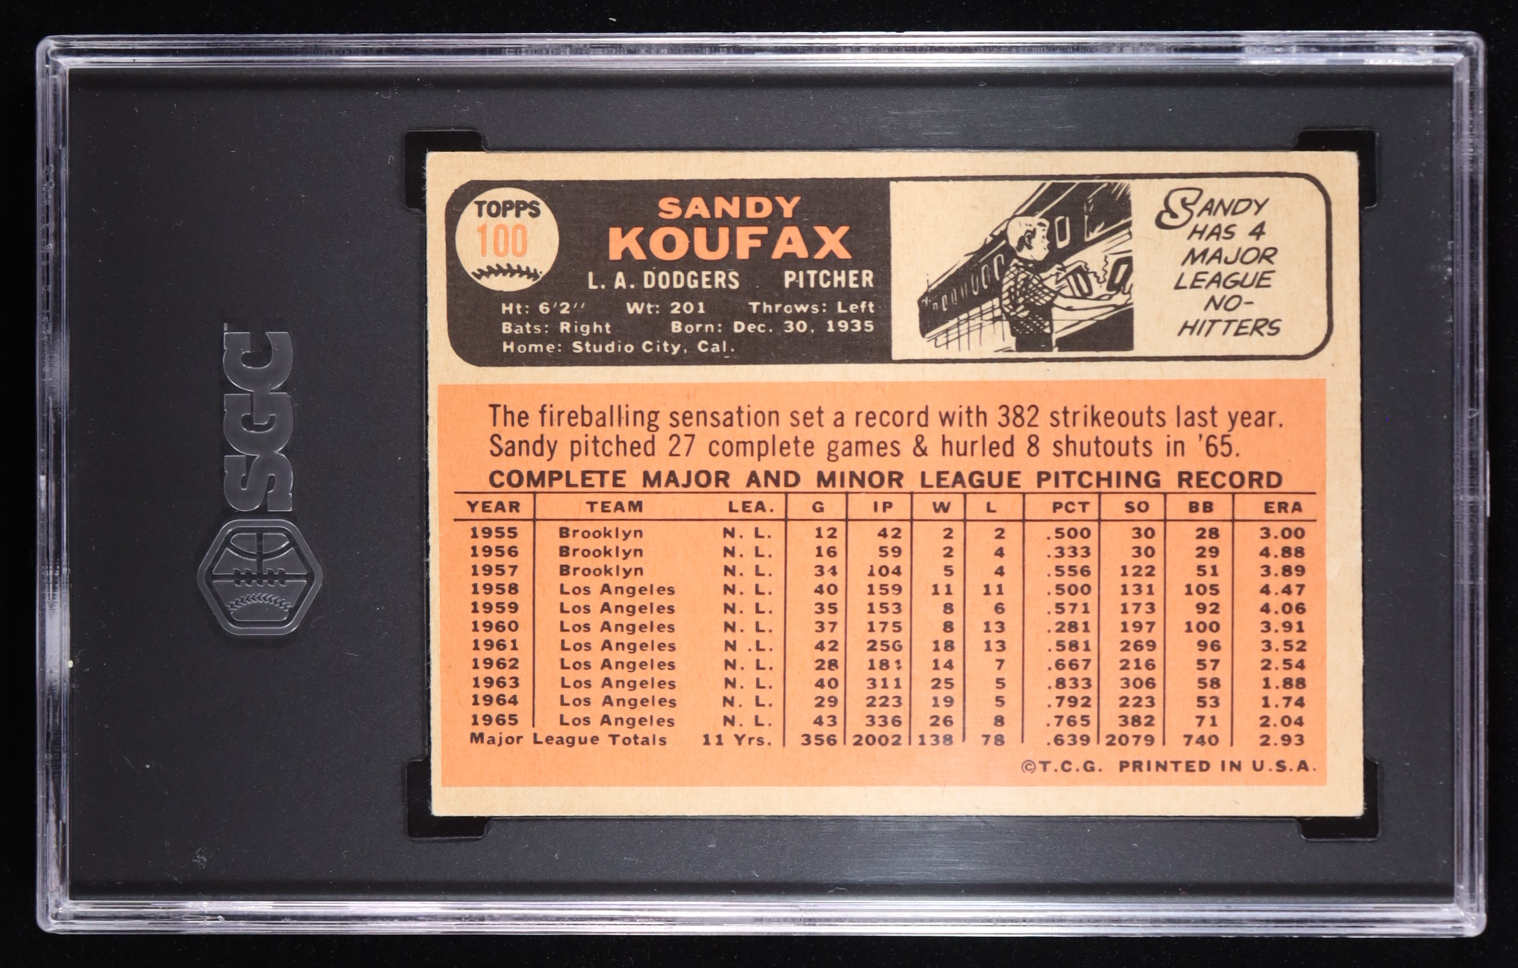 SGC
TOPPS
100
SANDY
KOUFAX
L. A. DODGERS PITCHER
Ht: 6'2'' Wt: 201 Throws: Left
Bats: Right Born: Dec. 30, 1935
Home: Studio City, Cal.
SANDY
HAS 4
MAJOR
LEAGUE
NO-
HITTERS
The fireballing sensation set a record with 382 strikeouts last year.
Sandy pitched 27 complete games & hurled 8 shutouts in '65.
COMPLETE MAJOR AND MINOR LEAGUE PITCHING RECORD
YEAR TEAM LEA. G IP W L PCT SO BB ERA
1955 Brooklyn N. L. 12 42 2 2 .500 30 28 3.00
1956 Brooklyn N. L. 16 59 2 4 .333 30 29 4.88
1957 Brooklyn N. L. 34 104 5 4 .556 122 51 3.89
1958 Los Angeles N. L. 40 159 11 11 .500 131 105 4.47
1959 Los Angeles N. L. 35 153 8 6 .571 173 92 4.06
1960 Los Angeles N. L. 37 175 8 13 .281 197 100 3.91
1961 Los Angeles N .L. 42 256 18 13 .581 269 96 3.52
1962 Los Angeles N. L. 28 181 14 7 .667 216 57 2.54
1963 Los Angeles N. L. 40 311 25 5 .833 306 58 1.88
1964 Los Angeles N. L. 29 223 19 5 .792 223 53 1.74
1965 Los Angeles N. L. 43 336 26 8 .765 382 71 2.04
Major League Totals 11 Yrs. 356 2002 138 78 .639 2079 740 2.93
©T.C.G. PRINTED IN U.S.A.